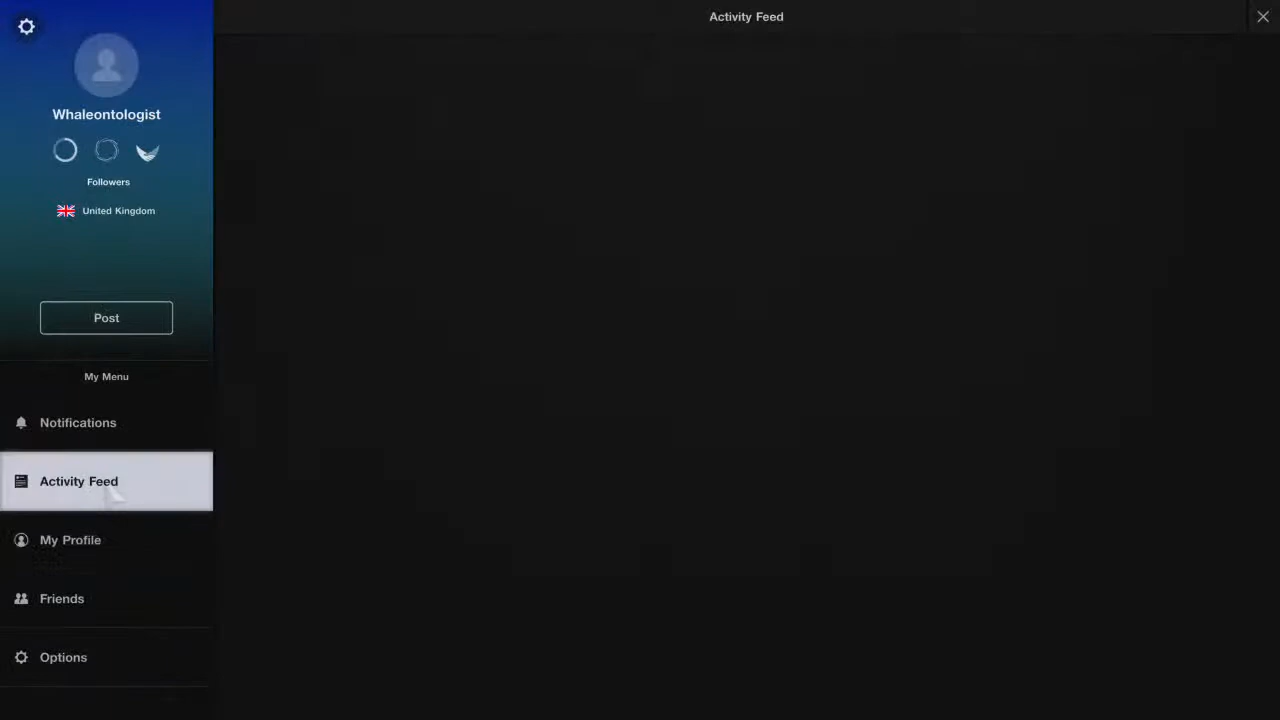 Activity Feed
Whaleontologist
Followers
United Kingdom
Post
My Menu
Notifications
Activity Feed
My Profile
Friends
Options